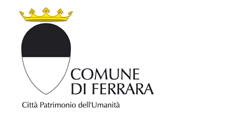 COMUNE
DI FERRARA
Città Patrimonio dell'Umanità